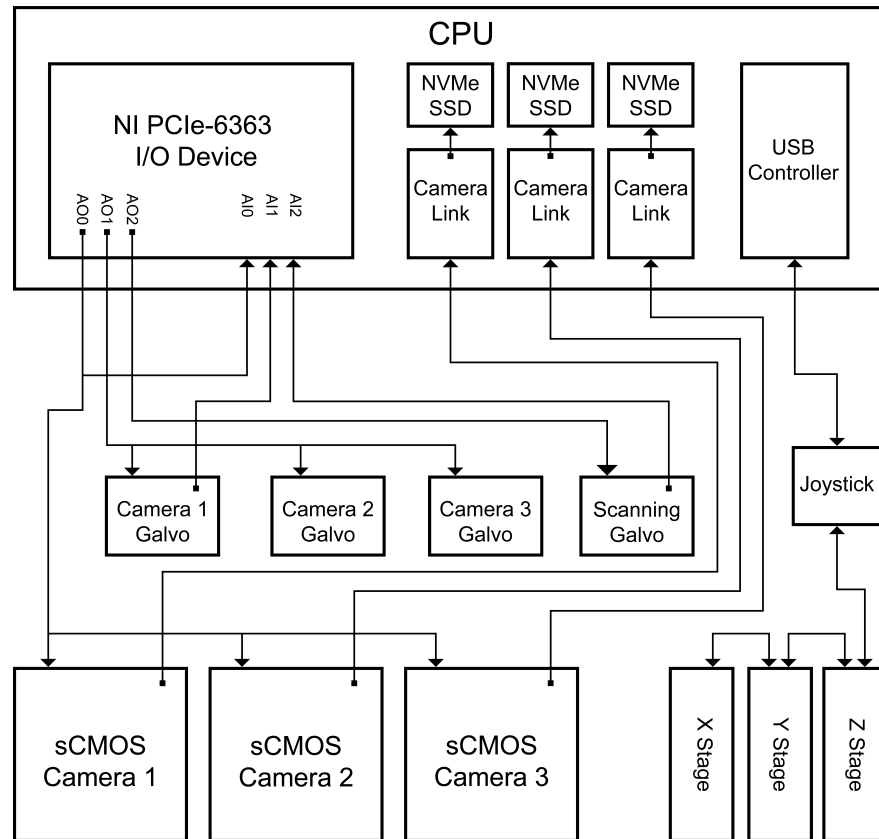 CPU
NI PCIe-6363
I/O Device
AO0
AO1
AO2
AI0
AI1
AI2
NVMe
SSD
NVMe
SSD
NVMe
SSD
Camera
Link
Camera
Link
Camera
Link
USB
Controller
Camera 1
Galvo
Camera 2
Galvo
Camera 3
Galvo
Scanning
Galvo
Joystick
sCMOS
Camera 1
sCMOS
Camera 2
sCMOS
Camera 3
X Stage
Y Stage
Z Stage